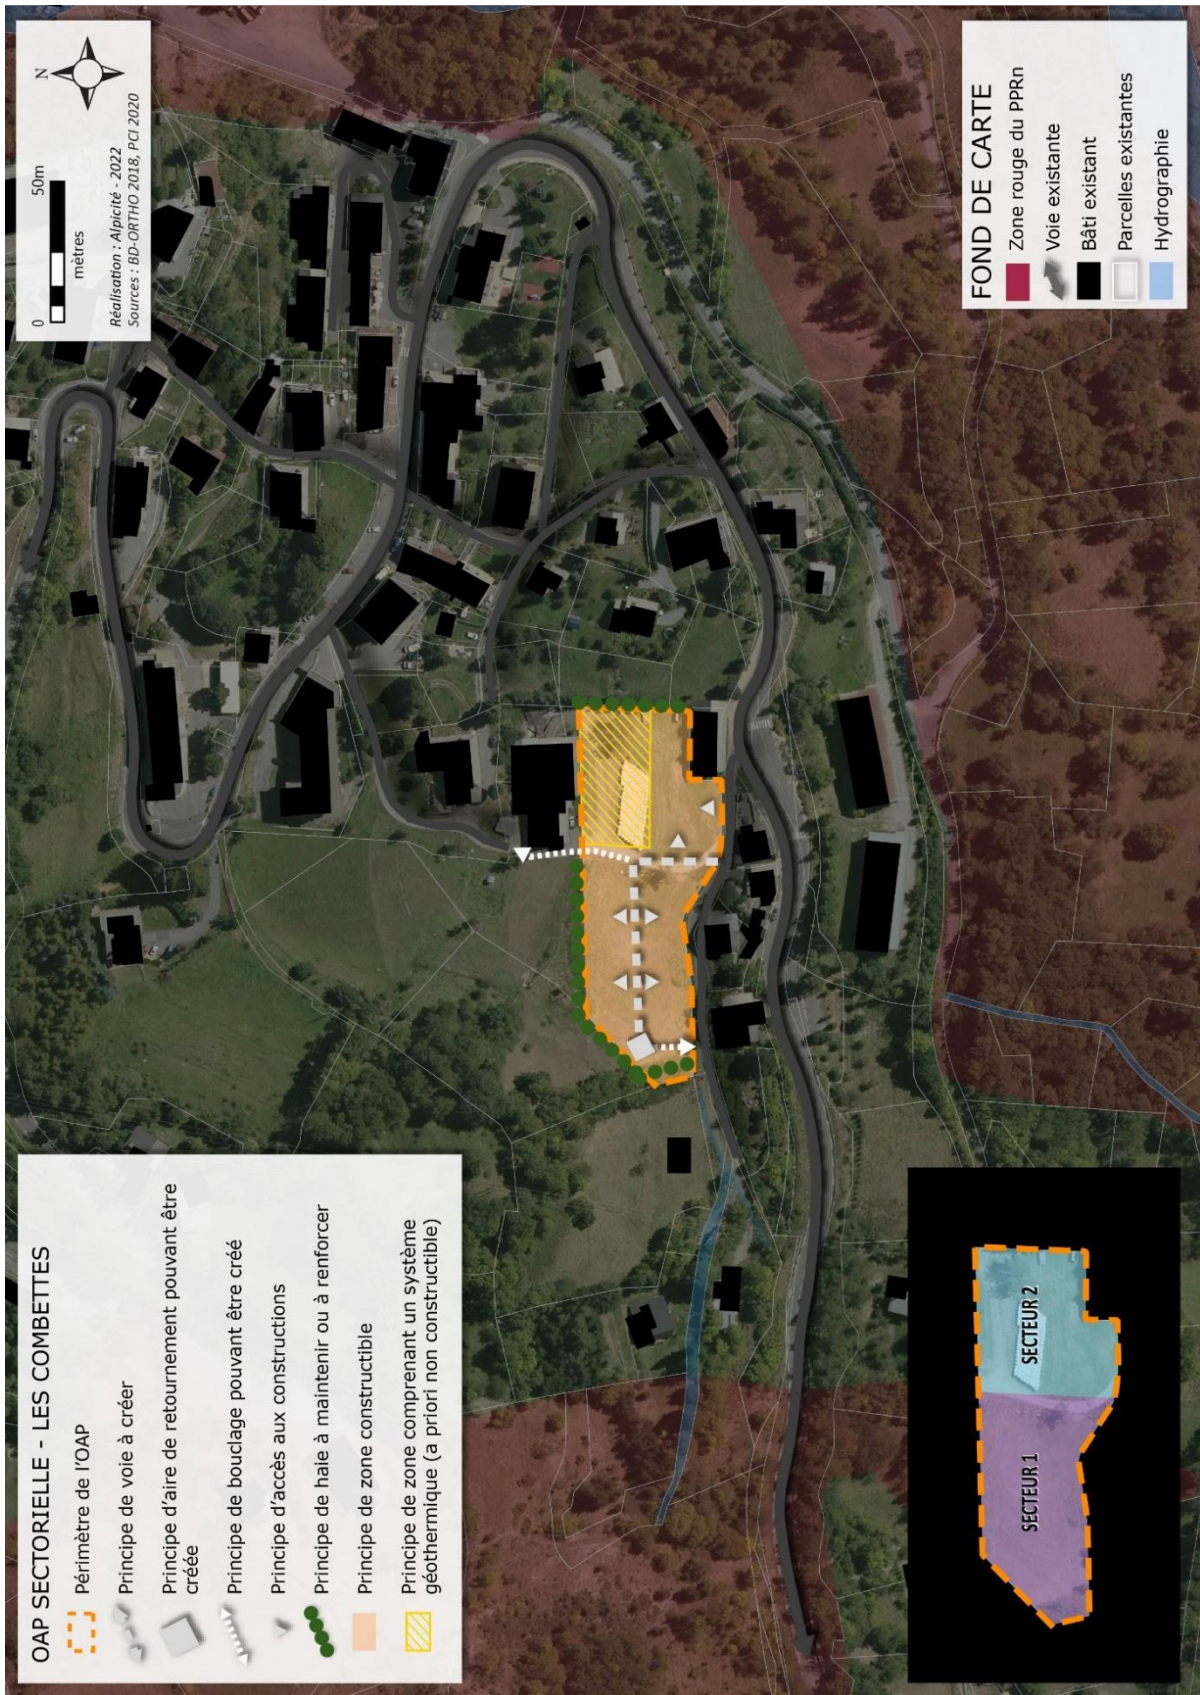 OAP SECTORIELLE - LES COMBETTES
Périmètre de l'OAP
Principe de voie à créer
Principe d'aire de retournement pouvant être
créée
Principe de bouclage pouvant être créé
Principe d'accès aux constructions
Principe de haie à maintenir ou à renforcer
Principe de zone constructible
Principe de zone comprenant un système
géothermique (a priori non constructible)
0 50m
mètres
N
Réalisation : Alpicité - 2022
Sources : BD-ORTHO 2018, PCI 2020
SECTEUR 1
SECTEUR 2
FOND DE CARTE
Zone rouge du PPRn
Voie existante
Bâti existant
Parcelles existantes
Hydrographie